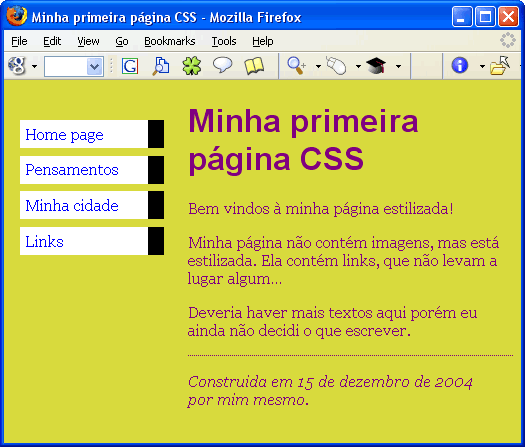 Minha primeira página CSS - Mozilla Firefox
File Edit View Go Bookmarks Tools Help
Home page
Pensamentos
Minha cidade
Links
Minha primeira
página CSS
Bem vindos à minha página estilizada!
Minha página não contém imagens, mas está
estilizada. Ela contém links, que não levam a
lugar algum...
Deveria haver mais textos aqui porém eu
ainda não decidi o que escrever.
Construida em 15 de dezembro de 2004
por mim mesmo.